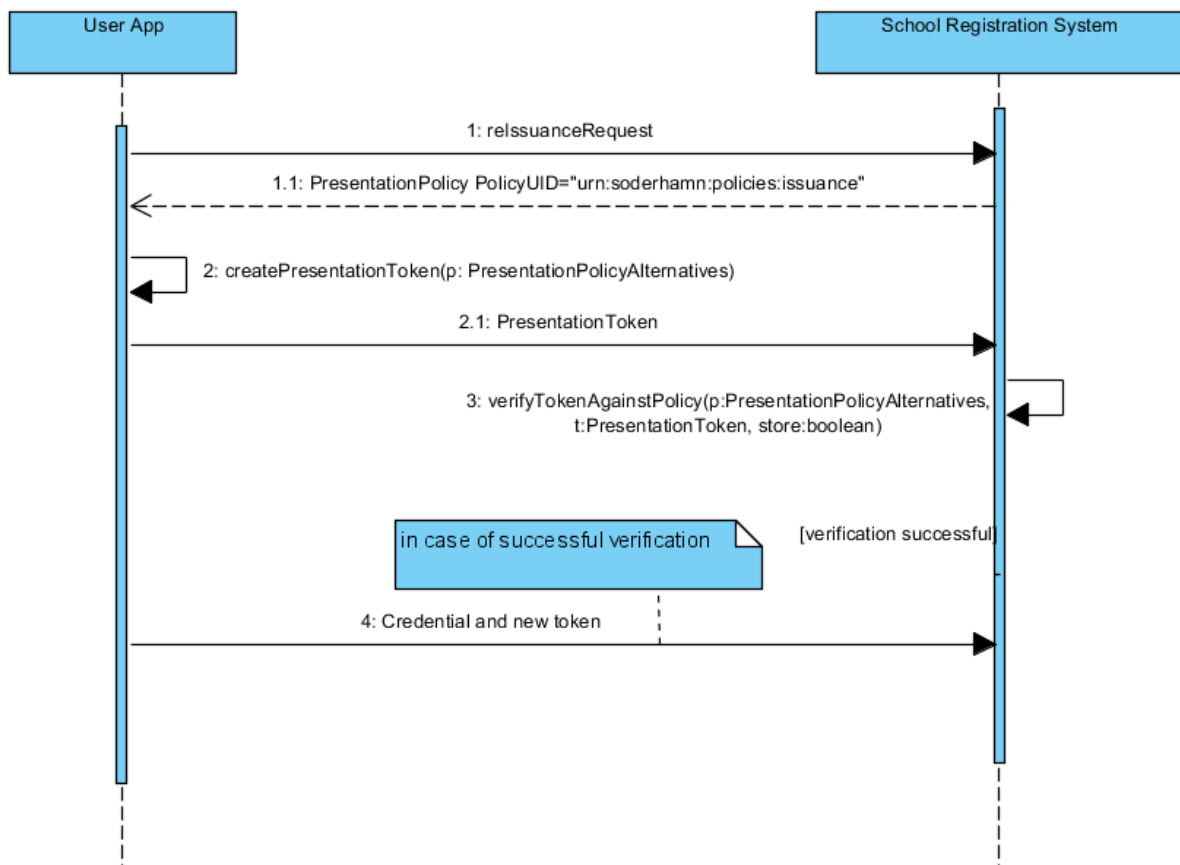 User App
School Registration System
1: reIssuanceRequest
1.1: PresentationPolicy PolicyUID="urn:soderhamn:policies:issuance"
2: createPresentationToken(p: PresentationPolicyAlternatives)
2.1: PresentationToken
3: verifyTokenAgainstPolicy(p:PresentationPolicyAlternatives,
t:PresentationToken, store:boolean)
in case of successful verification
[verification successful]
4: Credential and new token